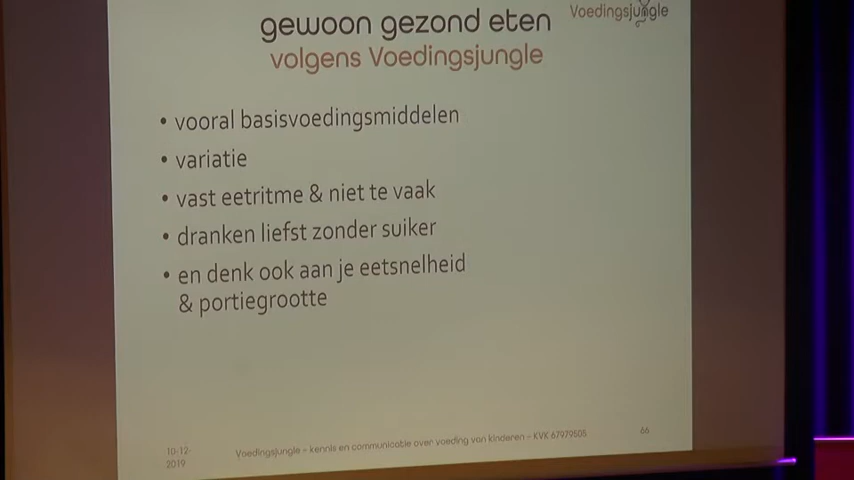 gewoon gezond eten
Voedingsjungle
volgens Voedingsjungle
• vooral basisvoedingsmiddelen
• variatie
• vast eetritme & niet te vaak
• dranken liefst zonder suiker
• en denk ook aan je eetsnelheid
& portiegrootte
10-12-
2019
Voedingsjungle – kennis en communicatie over voeding van kinderen – KVK 67979505
66